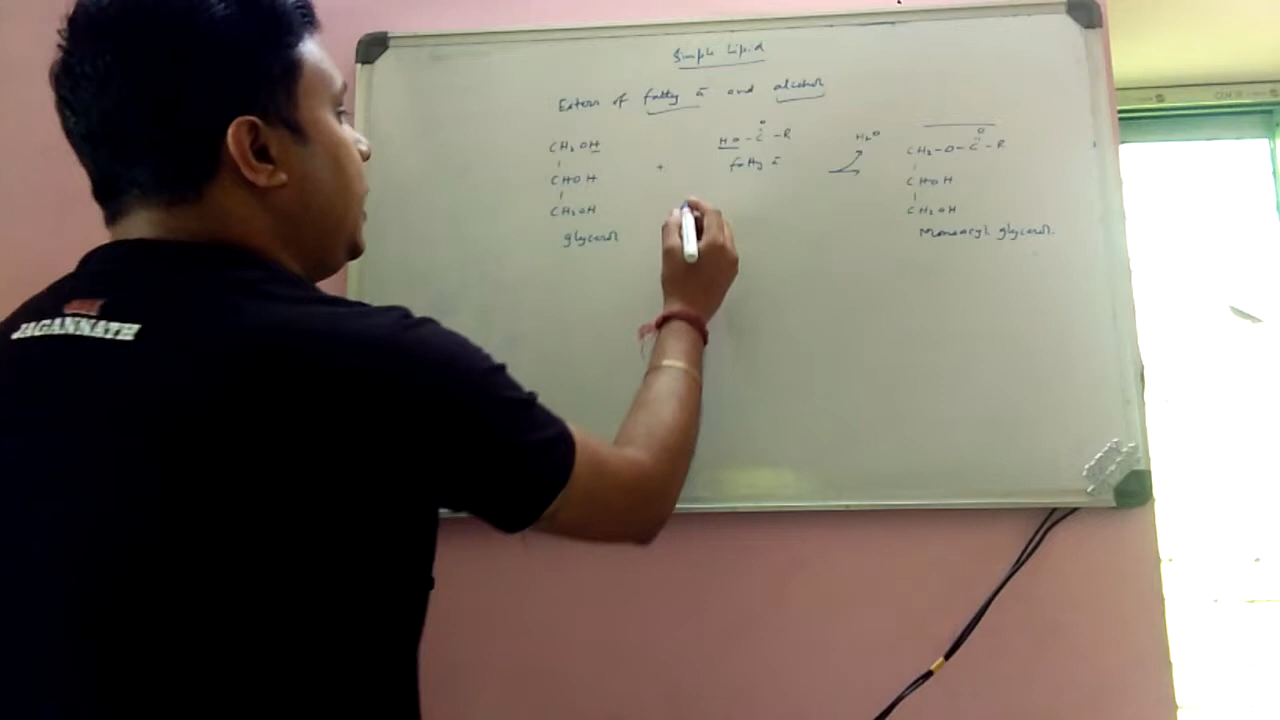 Simple Lipid
Esters of fatty ā and alcohol
CH₂OH
CHOH
CH₂OH
glycerol
+
O
HO-C-R
fatty ā
H₂O
O
CH₂-O-C-R
CHOH
CH₂OH
Monoacyl glycerol.
JAGANNATH